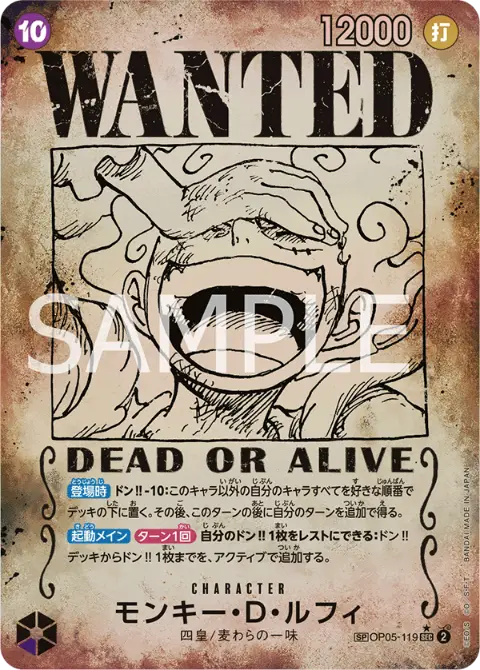 10
12000
打
WANTED
SAMPLE
DEAD OR ALIVE
登場時 ドン!!-10:このキャラ以外の自分のキャラすべてを好きな順番で
デッキの下に置く。その後、このターンの後に自分のターンを追加で得る。
起動メイン ターン1回 自分のドン!!1枚をレストにできる:ドン!!
デッキからドン!!1枚までを、アクティブで追加する。
CHARACTER
モンキー・D・ルフィ
四皇/麦わらの一味
SP OP05-119 SEC 2
BANDAI MADE IN JAPAN